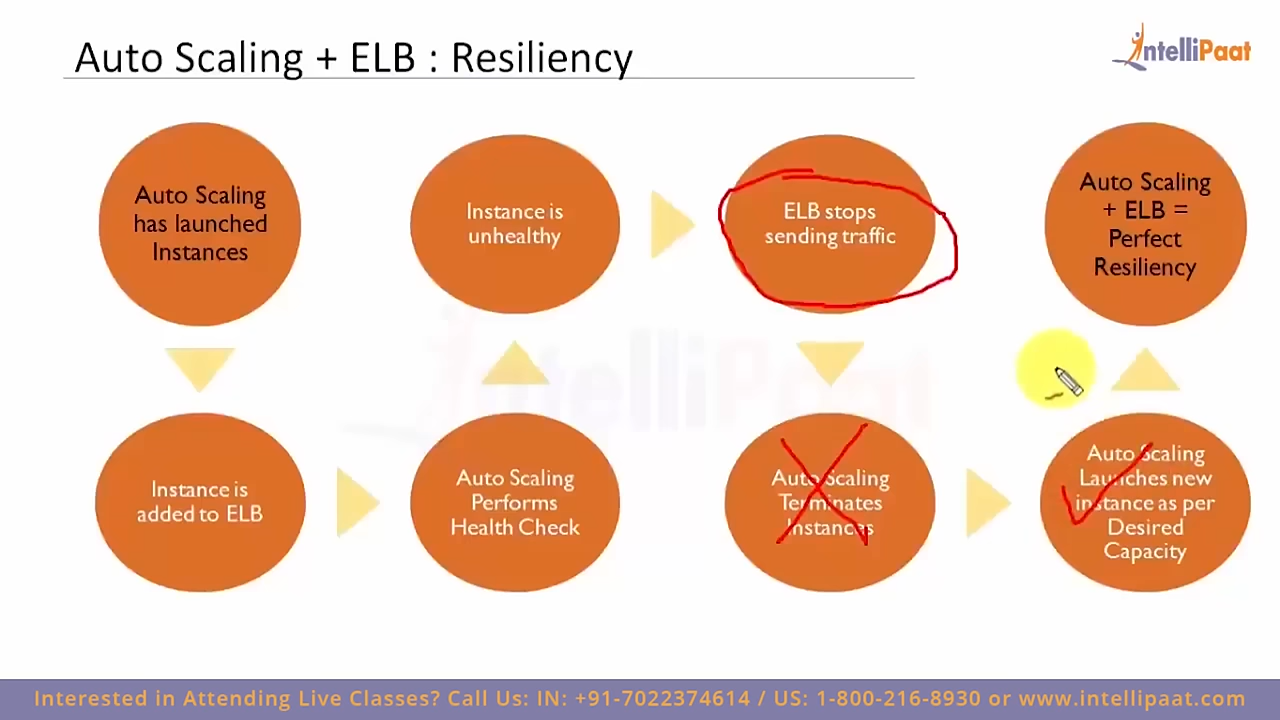 Auto Scaling + ELB : Resiliency
IntelliPaat
Auto Scaling
has launched
Instances
Instance is
added to ELB
Auto Scaling
Performs
Health Check
Instance is
unhealthy
ELB stops
sending traffic
Auto Scaling
Terminates
Instances
Auto Scaling
Launches new
instance as per
Desired
Capacity
Auto Scaling
+ ELB =
Perfect
Resiliency
IntelliPaat
Interested in Attending Live Classes? Call Us: IN: +91-7022374614 / US: 1-800-216-8930 or www.intellipaat.com